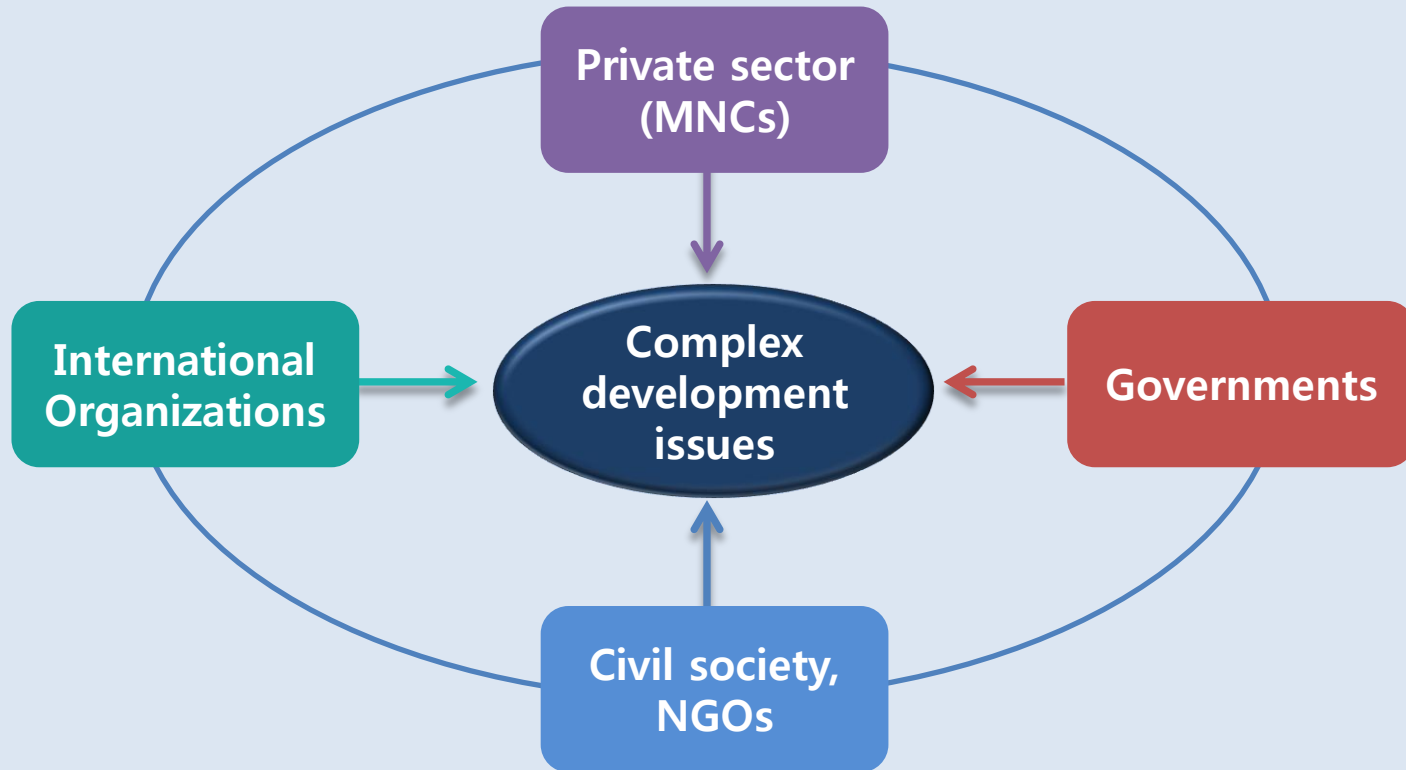 Private sector
(MNCs)
International
Organizations
Complex
development
issues
Governments
Civil society,
NGOs